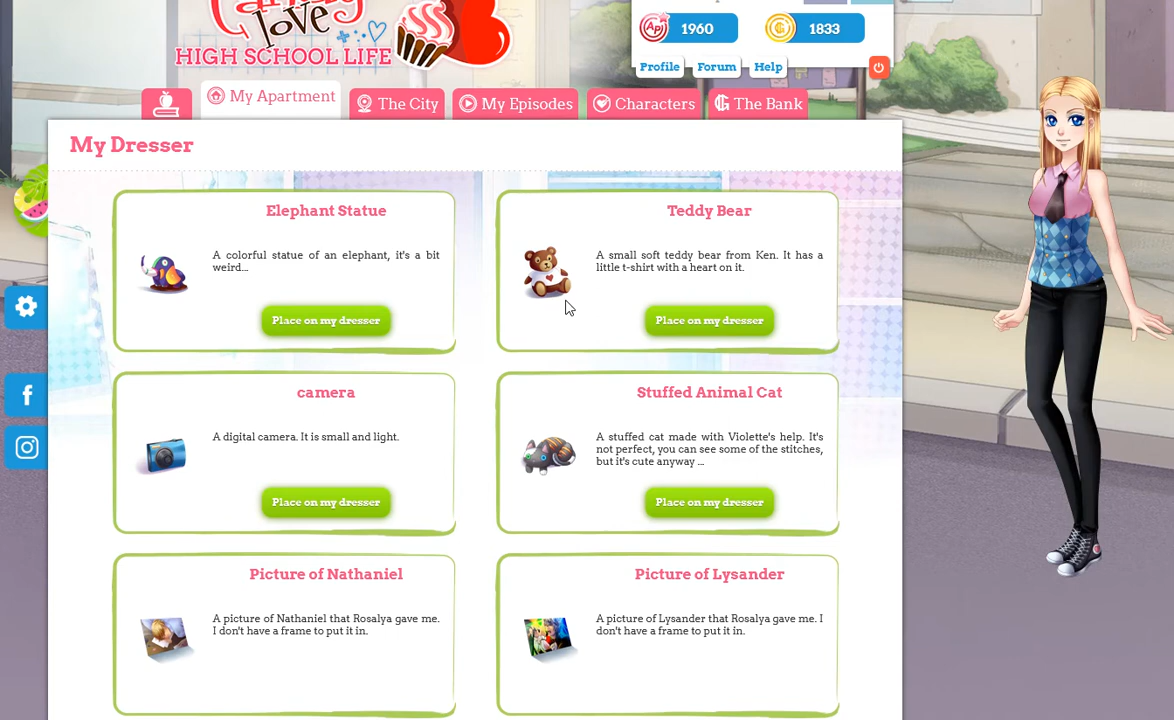 Candy
love
HIGH SCHOOL LIFE
Apj 1960 1833
Profile Forum Help
My Apartment The City My Episodes Characters The Bank
My Dresser
Elephant Statue
A colorful statue of an elephant, it's a bit
weird...
Place on my dresser
Teddy Bear
A small soft teddy bear from Ken. It has a
little t-shirt with a heart on it.
Place on my dresser
camera
A digital camera. It is small and light.
Place on my dresser
Stuffed Animal Cat
A stuffed cat made with Violette's help. It's
not perfect, you can see some of the stitches,
but it's cute anyway ...
Place on my dresser
Picture of Nathaniel
A picture of Nathaniel that Rosalya gave me.
I don't have a frame to put it in.
Picture of Lysander
A picture of Lysander that Rosalya gave me. I
don't have a frame to put it in.